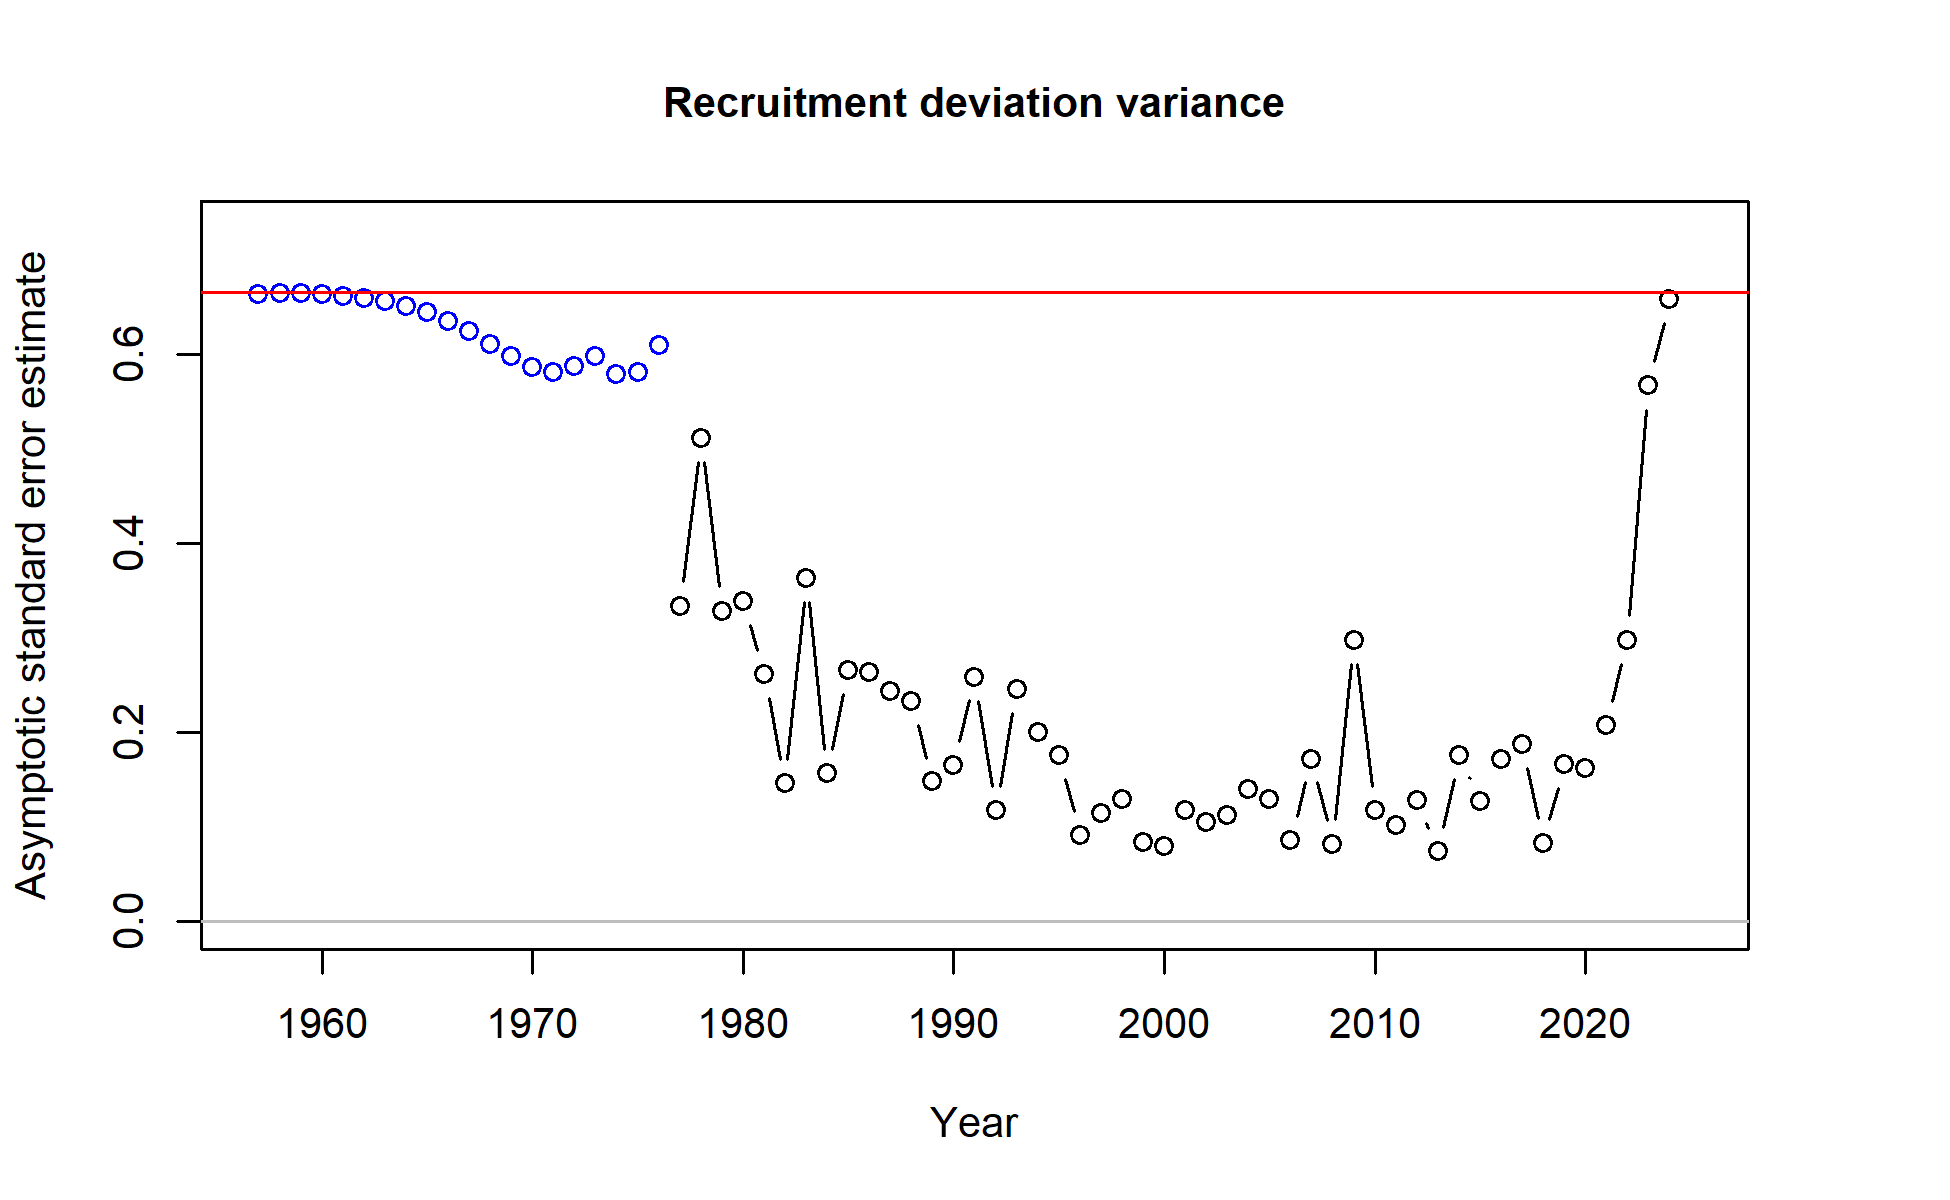 Recruitment deviation variance
Asymptotic standard error estimate
0.6
0.4
0.2
0.0
1960 1970 1980 1990 2000 2010 2020
Year